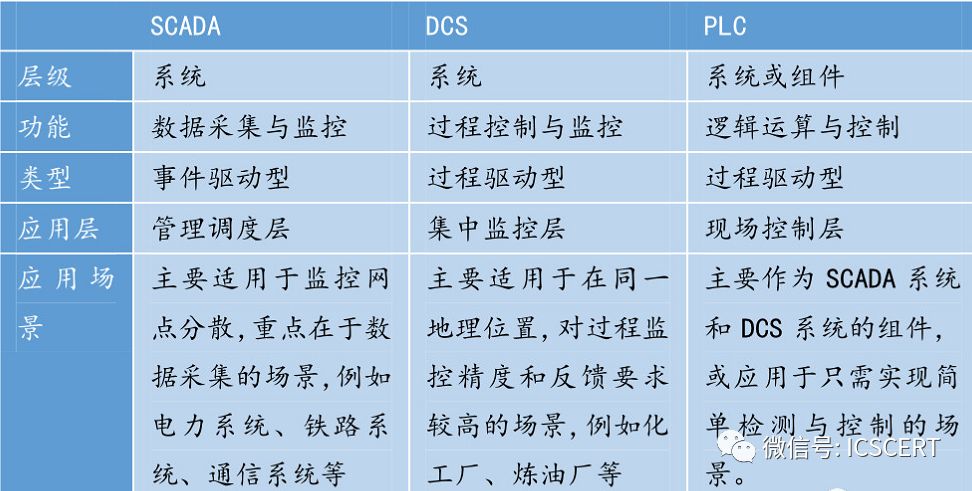 SCADA DCS PLC
层级 系统 系统 系统或组件
功能 数据采集与监控 过程控制与监控 逻辑运算与控制
类型 事件驱动型 过程驱动型 过程驱动型
应用层 管理调度层 集中监控层 现场控制层
应用场 主要适用于监控网 主要适用于在同一 主要作为 SCADA 系统
景 点分散,重点在于数 地理位置,对过程监 和 DCS 系统的组件,
据采集的场景,例如 控精度和反馈要求 或应用于只需实现简
电力系统、铁路系 较高的场景,例如化 单检测与控制的场
统、通信系统等 工厂、炼油厂等 景。
微信号: ICSCERT